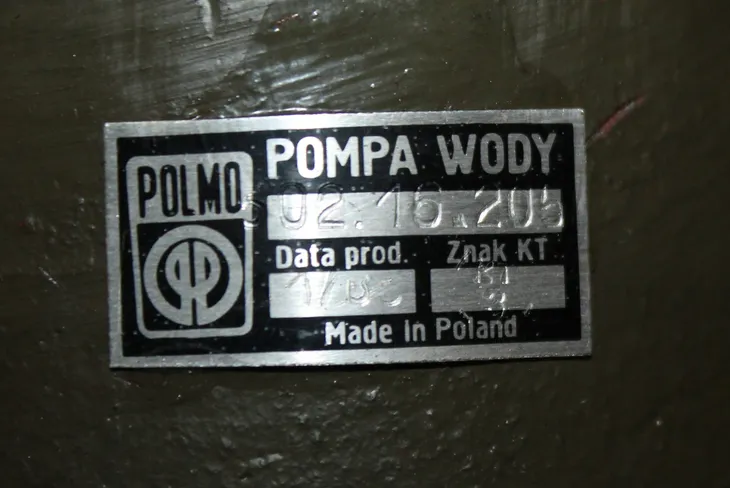 POLMO
POMPA WODY
502.16.205
Data prod.
Znak KT
Made in Poland